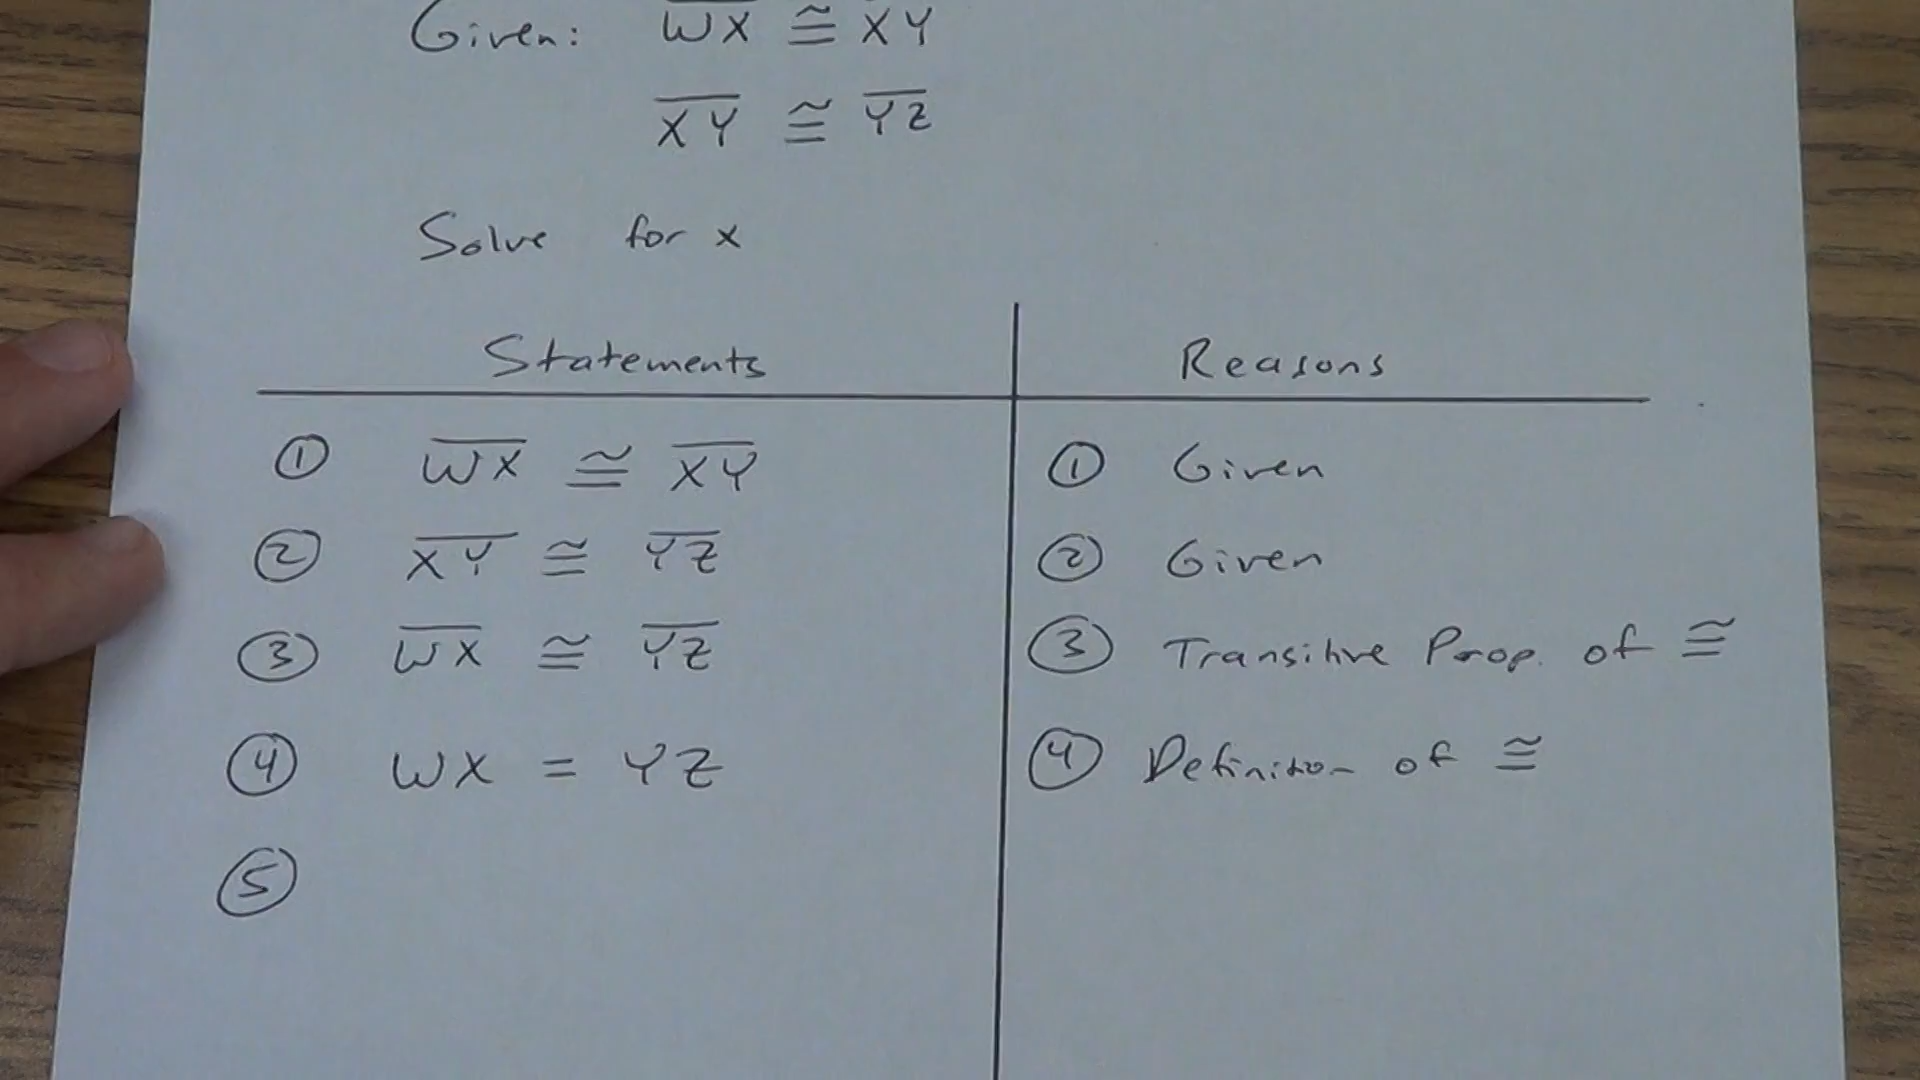 Given: WX ≅ XY
XY ≅ YZ
Solve for x
Statements Reasons
① WX ≅ XY ① Given
② XY ≅ YZ ② Given
③ WX ≅ YZ ③ Transitive Prop. of ≅
④ WX = YZ ④ Definition of ≅
⑤